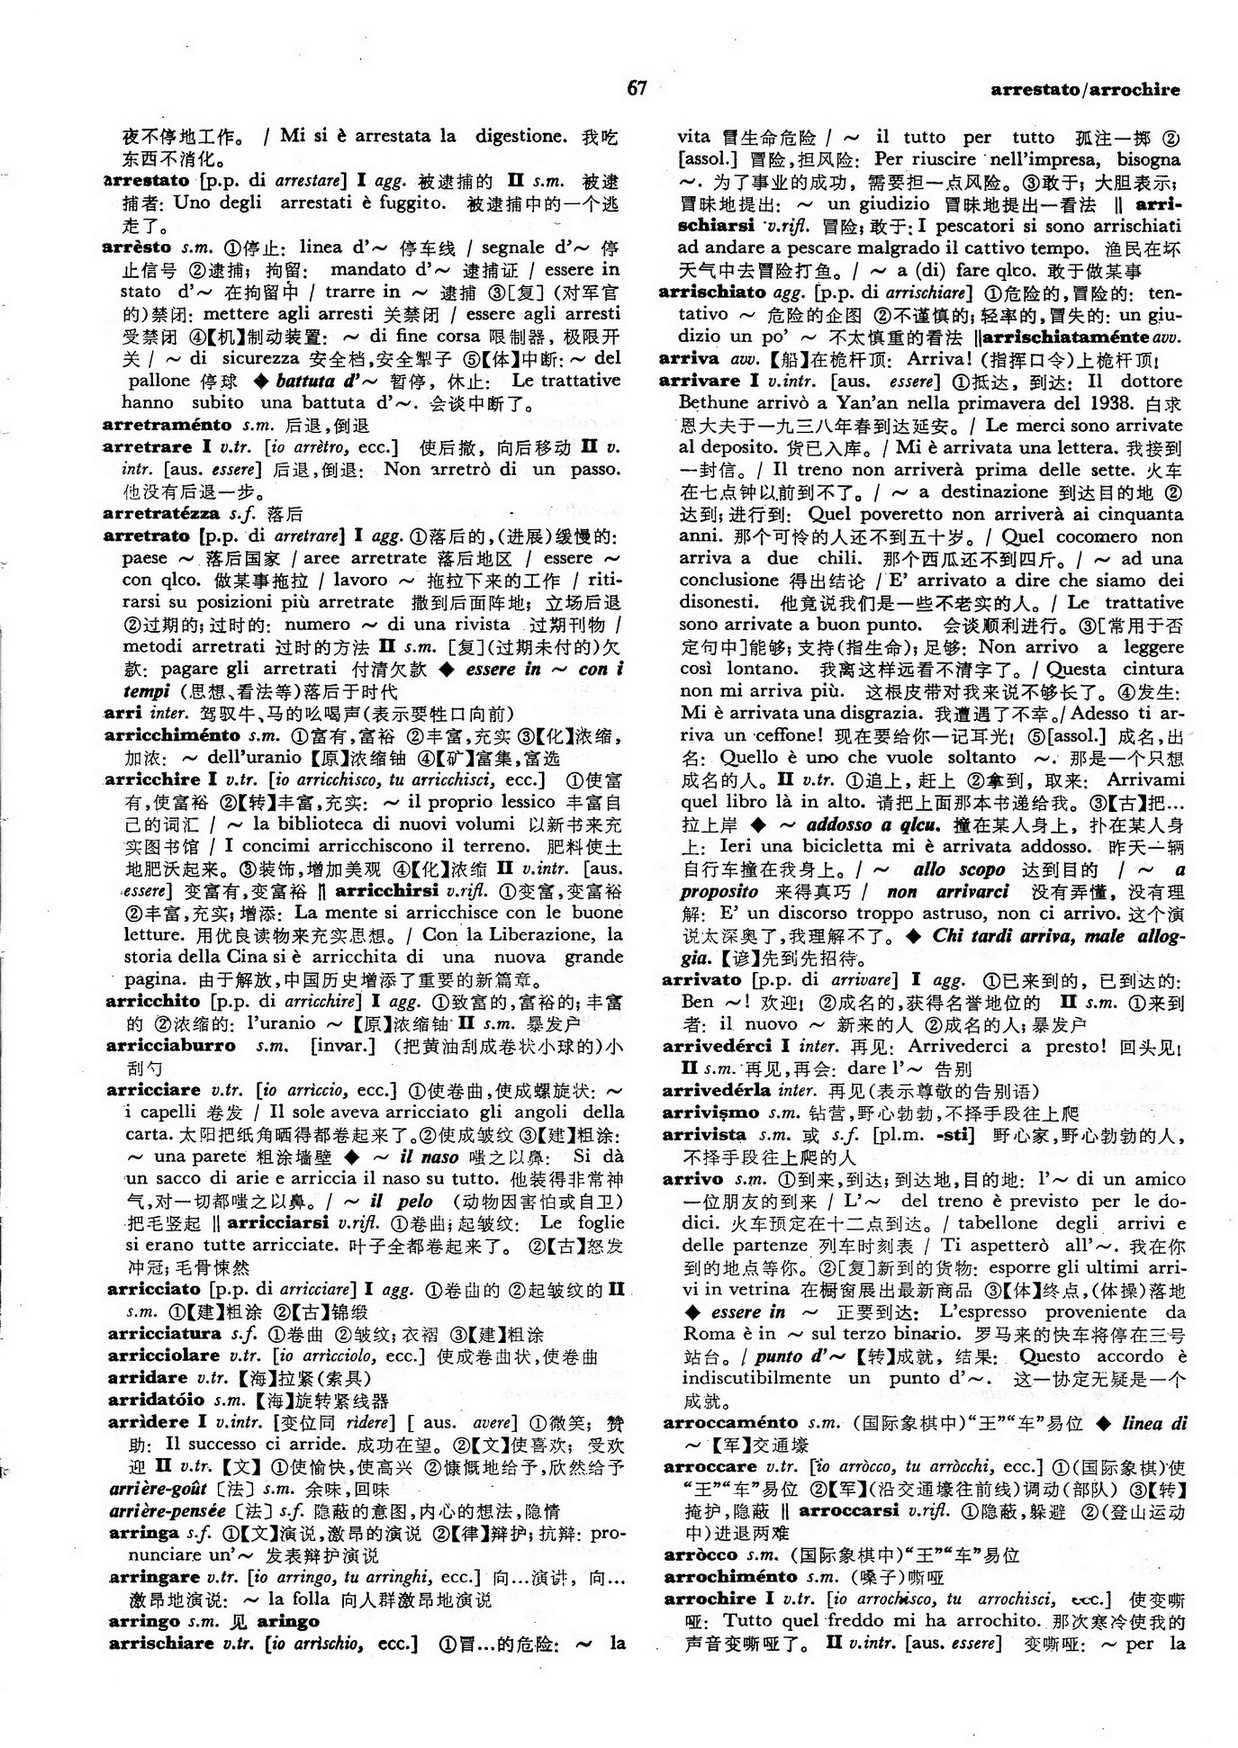 67
arrestato/arrochire
夜不停地工作。 / Mi si è arrestata la digestione. 我吃
东西不消化。
arrestato [p.p. di arrestare] I agg. 被逮捕的 II s.m. 被逮
捕者: Uno degli arrestati è fuggito. 被逮捕中的一个逃
走了。
arrèsto s.m. ①停止: linea d'～ 停车线 / segnale d'～ 停
止信号 ②逮捕; 拘留: mandato d'～ 逮捕证 / essere in
stato d'～ 在拘留中 / trarre in ～ 逮捕 ③[复] (对军官
的)禁闭: mettere agli arresti 关禁闭 / essere agli arresti
受禁闭 ④【机】制动装置: ～ di fine corsa 限制器, 极限开
关 / ～ di sicurezza 安全档,安全掣子 ⑤【体】中断: ～ del
pallone 停球 ◆ battuta d'～ 暂停, 休止: Le trattative
hanno subito una battuta d'～. 会谈中断了。
arretraménto s.m. 后退,倒退
arretrare I v.tr. [io arrètro, ecc.] 使后撤, 向后移动 II v.
intr. [aus. essere] 后退,倒退: Non arretrò di un passo.
他没有后退一步。
arretratézza s.f. 落后
arretrato [p.p. di arretrare] I agg. ①落后的,(进展)缓慢的:
paese ～ 落后国家 / aree arretrate 落后地区 / essere ～
con qlco. 做某事拖拉 / lavoro ～ 拖拉下来的工作 / riti-
rarsi su posizioni più arretrate 撒到后面阵地; 立场后退
②过期的; 过时的: numero ～ di una rivista 过期刊物 /
metodi arretrati 过时的方法 II s.m. [复](过期未付的)欠
款: pagare gli arretrati 付清欠款 ◆ essere in ～ con i
tempi (思想、看法等)落后于时代
arri inter. 驾驭牛、马的吆喝声(表示要牲口向前)
arricchiménto s.m. ①富有,富裕 ②丰富,充实 ③【化】浓缩,
加浓: ～ dell'uranio 【原】浓缩铀 ④【矿】富集,富选
arricchire I v.tr. [io arricchisco, tu arricchisci, ecc.] ①使富
有,使富裕 ②【转】丰富,充实: ～ il proprio lessico 丰富自
己的词汇 / ～ la biblioteca di nuovi volumi 以新书来充
实图书馆 / I concimi arricchiscono il terreno. 肥料使土
地肥沃起来。 ③装饰,增加美观 ④【化】浓缩 II v.intr. [aus.
essere] 变富有,变富裕 ‖ arricchirsi v.rifl. ①变富,变富裕
②丰富,充实; 增添: La mente si arricchisce con le buone
letture. 用优良读物来充实思想。 / Con la Liberazione, la
storia della Cina si è arricchita di una nuova grande
pagina. 由于解放,中国历史增添了重要的新篇章。
arricchito [p.p. di arricchire] I agg. ①致富的,富裕的; 丰富
的 ②浓缩的: l'uranio ～ 【原】浓缩铀 II s.m. 暴发户
arricciaburro s.m. [invar.] (把黄油刮成卷状小球的)小
刮勺
arricciare v.tr. [io arriccio, ecc.] ①使卷曲,使成螺旋状: ～
i capelli 卷发 / Il sole aveva arricciato gli angoli della
carta. 太阳把纸角晒得都卷起来了。②使成皱纹 ③【建】粗涂:
～ una parete 粗涂墙壁 ◆ ～ il naso 嗤之以鼻: Si dà
un sacco di arie e arriccia il naso su tutto. 他装得非常神
气,对一切都嗤之以鼻。 / ～ il pelo (动物因害怕或自卫)
把毛竖起 ‖ arricciarsi v.rifl. ①卷曲; 起皱纹: Le foglie
si erano tutte arricciate. 叶子全都卷起来了。 ②【古】怒发
冲冠; 毛骨悚然
arricciato [p.p. di arricciare] I agg. ①卷曲的 ②起皱纹的 II
s.m. ①【建】粗涂 ②【古】锦缎
arricciatura s.f. ①卷曲 ②皱纹; 衣褶 ③【建】粗涂
arricciolare v.tr. [io arrìcciolo, ecc.] 使成卷曲状,使卷曲
arridare v.tr. 【海】拉紧(索具)
arridatóio s.m. 【海】旋转紧线器
arrìdere I v.intr. [变位同 ridere] [ aus. avere] ①微笑; 赞
助: Il successo ci arride. 成功在望。②【文】使喜欢; 受欢
迎 II v.tr. 【文】 ①使愉快,使高兴 ②慷慨地给予,欣然给予
arrière-goût 〔法〕 s.m. 余味,回味
arrière-pensée 〔法〕 s.f. 隐蔽的意图,内心的想法,隐情
arringa s.f. ①【文】演说,激昂的演说 ②【律】辩护; 抗辩: pro-
nunciare un'～ 发表辩护演说
arringare v.tr. [io arringo, tu arringhi, ecc.] 向…演讲, 向…
激昂地演说: ～ la folla 向人群激昂地演说
arringo s.m. 见 aringo
arrischiare v.tr. [io arrischio, ecc.] ①冒…的危险: ～ la
vita 冒生命危险 / ～ il tutto per tutto 孤注一掷 ②
[assol.] 冒险,担风险: Per riuscire nell'impresa, bisogna
～. 为了事业的成功, 需要担一点风险。③敢于; 大胆表示;
冒昧地提出: ～ un giudizio 冒昧地提出一看法 ‖ arri-
schiarsi v.rifl. 冒险; 敢于: I pescatori si sono arrischiati
ad andare a pescare malgrado il cattivo tempo. 渔民在坏
天气中去冒险打鱼。 / ～ a (di) fare qlco. 敢于做某事
arrischiato agg. [p.p. di arrischiare] ①危险的,冒险的: ten-
tativo ～ 危险的企图 ②不谨慎的; 轻率的,冒失的: un giu-
dizio un po' ～ 不太慎重的看法 ‖arrischiataménte avv.
arriva avv. 【船】在桅杆顶: Arriva! (指挥口令)上桅杆顶!
arrivare I v.intr. [aus. essere] ①抵达, 到达: Il dottore
Bethune arrivò a Yan'an nella primavera del 1938. 白求
恩大夫于一九三八年春到达延安。 / Le merci sono arrivate
al deposito. 货已入库。 / Mi è arrivata una lettera. 我接到
一封信。 / Il treno non arriverà prima delle sette. 火车
在七点钟以前到不了。 / ～ a destinazione 到达目的地 ②
达到; 进行到: Quel poveretto non arriverà ai cinquanta
anni. 那个可怜的人还不到五十岁。 / Quel cocomero non
arriva a due chili. 那个西瓜还不到四斤。 / ～ ad una
conclusione 得出结论 / E' arrivato a dire che siamo dei
disonesti. 他竟说我们是一些不老实的人。 / Le trattative
sono arrivate a buon punto. 会谈顺利进行。③[常用于否
定句中]能够; 支持(指生命); 足够: Non arrivo a leggere
così lontano. 我离这样远看不清字了。 / Questa cintura
non mi arriva più. 这根皮带对我来说不够长了。④发生:
Mi è arrivata una disgrazia. 我遭遇了不幸。/ Adesso ti ar-
riva un ceffone! 现在要给你一记耳光! ⑤[assol.] 成名,出
名: Quello è uno che vuole soltanto ～. 那是一个只想
成名的人。II v.tr. ①追上, 赶上 ②拿到, 取来: Arrivami
quel libro là in alto. 请把上面那本书递给我。③【古】把…
拉上岸 ◆ ～ addosso a qlcu. 撞在某人身上, 扑在某人身
上: Ieri una bicicletta mi è arrivata addosso. 昨天一辆
自行车撞在我身上。 / ～ allo scopo 达到目的 / ～ a
proposito 来得真巧 / non arrivarci 没有弄懂, 没有理
解: E' un discorso troppo astruso, non ci arrivo. 这个演
说太深奥了,我理解不了。 ◆ Chi tardi arriva, male allog-
gia. 【谚】先到先招待。
arrivato [p.p. di arrivare] I agg. ①已来到的, 已到达的:
Ben ～! 欢迎! ②成名的,获得名誉地位的 II s.m. ①来到
者: il nuovo ～ 新来的人 ②成名的人; 暴发户
arrivedérci I inter. 再见: Arrivederci a presto! 回头见!
II s.m. 再见,再会: dare l'～ 告别
arrivedérla inter. 再见(表示尊敬的告别语)
arrivişmo s.m. 钻营,野心勃勃,不择手段往上爬
arrivista s.m. 或 s.f. [pl.m. -sti] 野心家,野心勃勃的人,
不择手段往上爬的人
arrivo s.m. ①到来,到达; 到达地,目的地: l'～ di un amico
一位朋友的到来 / L'～ del treno è previsto per le do-
dici. 火车预定在十二点到达。 / tabellone degli arrivi e
delle partenze 列车时刻表 / Ti aspetterò all'～. 我在你
到的地点等你。②[复]新到的货物: esporre gli ultimi arri-
vi in vetrina 在橱窗展出最新商品 ③【体】终点,(体操)落地
◆ essere in ～ 正要到达: L'espresso proveniente da
Roma è in ～ sul terzo binario. 罗马来的快车将停在三号
站台。 / punto d'～ 【转】成就, 结果: Questo accordo è
indiscutibilmente un punto d'～. 这一协定无疑是一个
成就。
arroccaménto s.m. (国际象棋中)“王”“车”易位 ◆ linea di
～ 【军】交通壕
arroccare v.tr. [io arròcco, tu arròcchi, ecc.] ①(国际象棋)使
“王”“车”易位 ②【军】(沿交通壕往前线)调动(部队) ③【转】
掩护,隐蔽 ‖ arroccarsi v.rifl. ①隐蔽,躲避 ②(登山运动
中)进退两难
arròcco s.m. (国际象棋中)“王”“车”易位
arrochiménto s.m. (嗓子)嘶哑
arrochire I v.tr. [io arrochisco, tu arrochisci, ecc.] 使变嘶
哑: Tutto quel freddo mi ha arrochito. 那次寒冷使我的
声音变嘶哑了。 II v.intr. [aus. essere] 变嘶哑: ～ per la